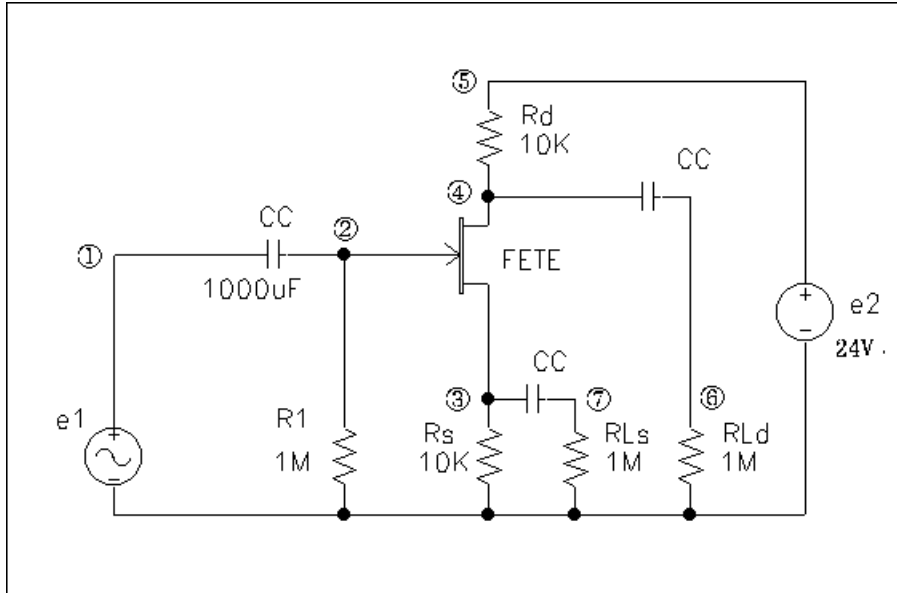 ⑤
Rd
10K
CC
④
CC
②
①
FETE
1000uF
e2
24V.
CC
③
⑦
⑥
e1
R1
1M
Rs
10K
RLs
1M
RLd
1M